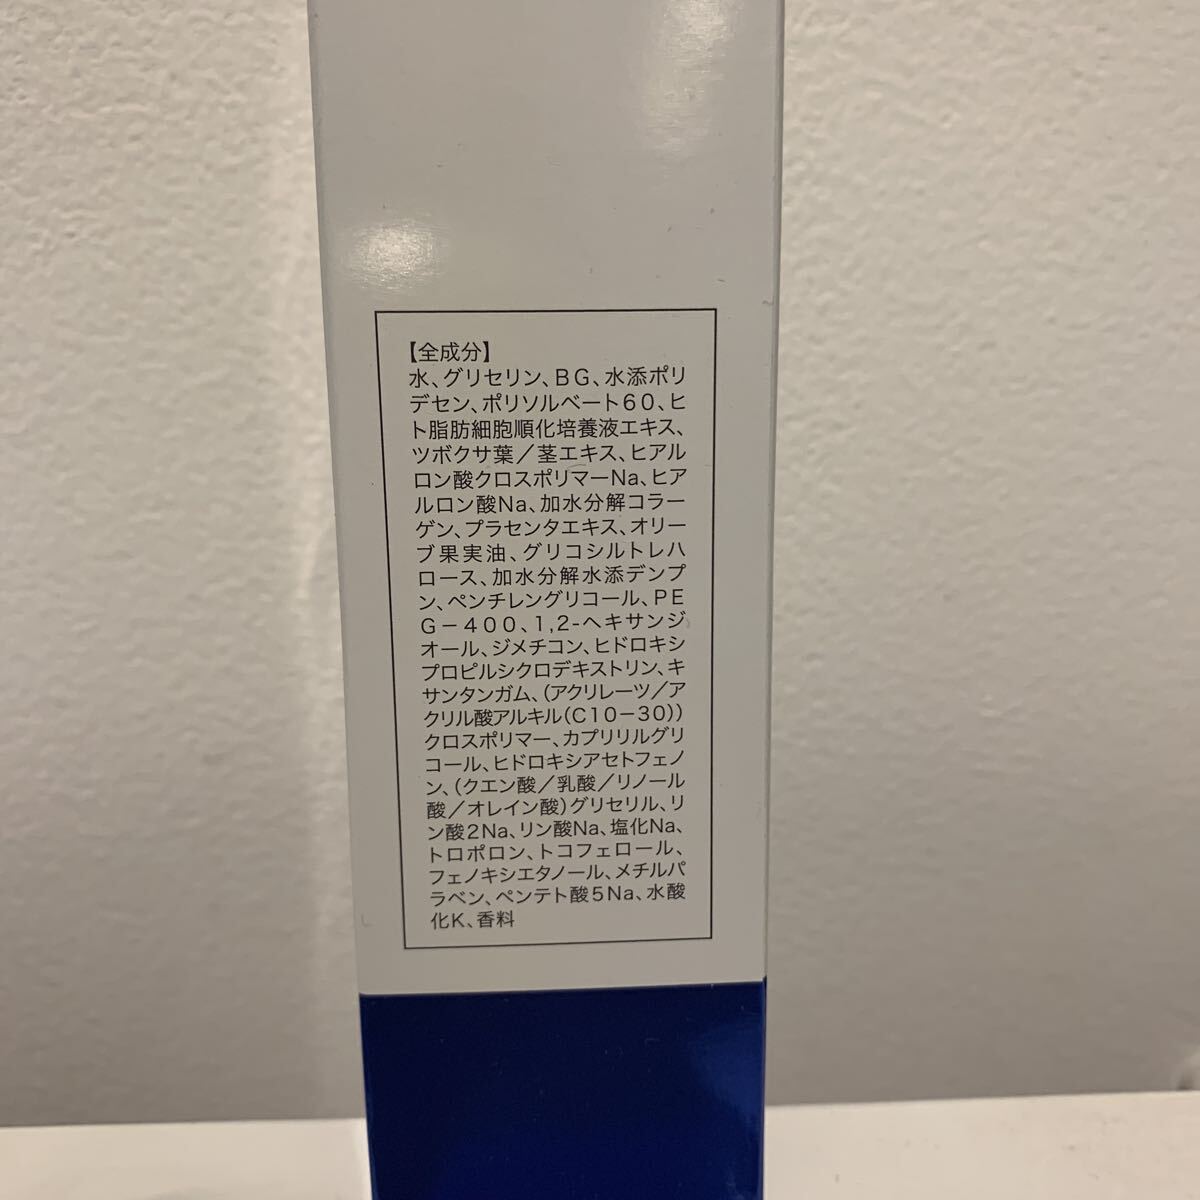 【全成分】
水、グリセリン、BG、水添ポリ
デセン、ポリソルベート60、ヒ
ト脂肪細胞順化培養液エキス、
ツボクサ葉／茎エキス、ヒアル
ロン酸クロスポリマーNa、ヒア
ルロン酸Na、加水分解コラー
ゲン、プラセンタエキス、オリー
ブ果実油、グリコシルトレハ
ロース、加水分解水添デンプ
ン、ペンチレングリコール、PE
G－400、1,2-ヘキサンジ
オール、ジメチコン、ヒドロキシ
プロピルシクロデキストリン、キ
サンタンガム、（アクリレーツ／ア
クリル酸アルキル（C10－30））
クロスポリマー、カプリリルグリ
コール、ヒドロキシアセトフェノ
ン、（クエン酸／乳酸／リノール
酸／オレイン酸）グリセリル、リ
ン酸2Na、リン酸Na、塩化Na、
トロポロン、トコフェロール、
フェノキシエタノール、メチルパ
ラベン、ペンテト酸5Na、水酸
化K、香料